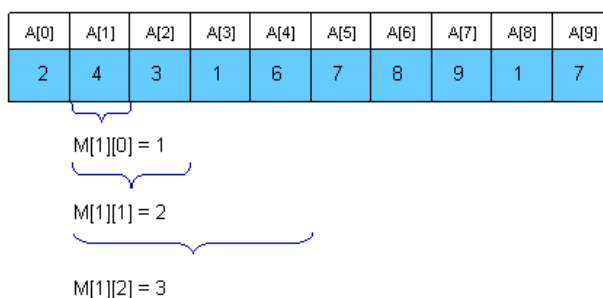 A[0] A[1] A[2] A[3] A[4] A[5] A[6] A[7] A[8] A[9]
2 4 3 1 6 7 8 9 1 7
M[1][0] = 1
M[1][1] = 2
M[1][2] = 3